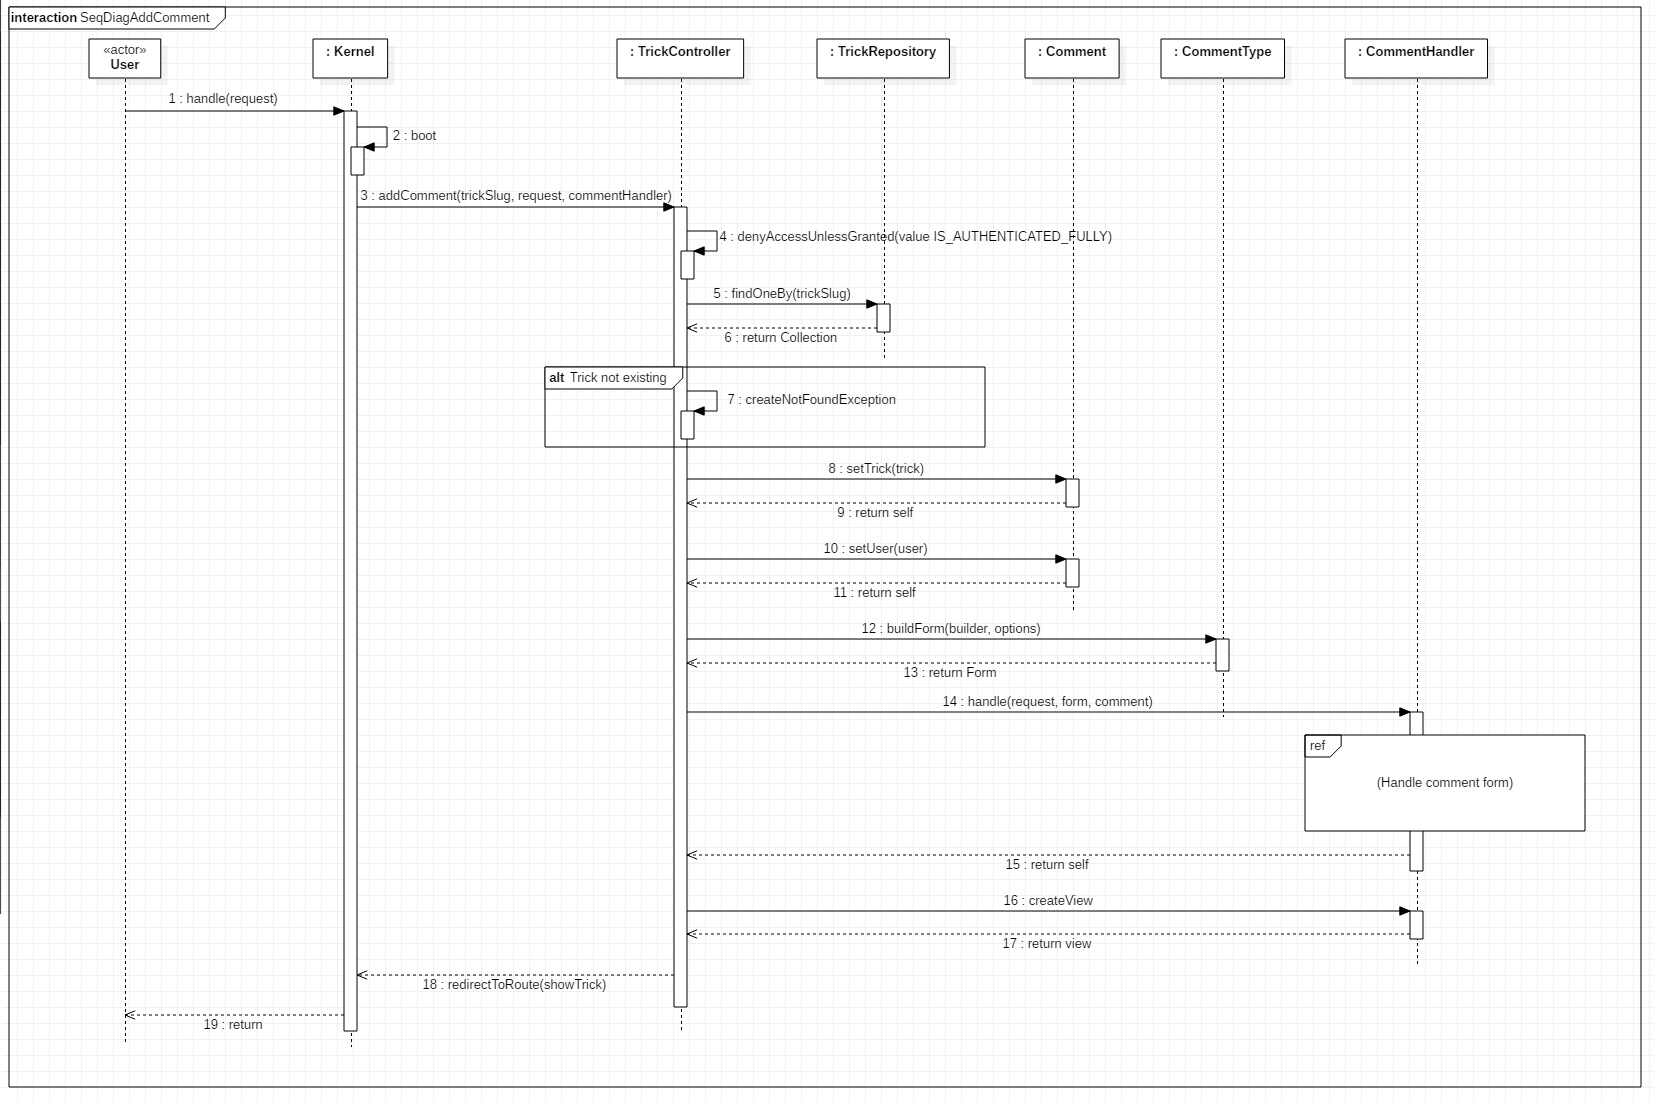 interaction SeqDiagAddComment
«actor»
User
: Kernel
: TrickController
: TrickRepository
: Comment
: CommentType
: CommentHandler
1 : handle(request)
2 : boot
3 : addComment(trickSlug, request, commentHandler)
4 : denyAccessUnlessGranted(value IS_AUTHENTICATED_FULLY)
5 : findOneBy(trickSlug)
6 : return Collection
alt Trick not existing
7 : createNotFoundException
8 : setTrick(trick)
9 : return self
10 : setUser(user)
11 : return self
12 : buildForm(builder, options)
13 : return Form
14 : handle(request, form, comment)
ref
(Handle comment form)
15 : return self
16 : createView
17 : return view
18 : redirectToRoute(showTrick)
19 : return